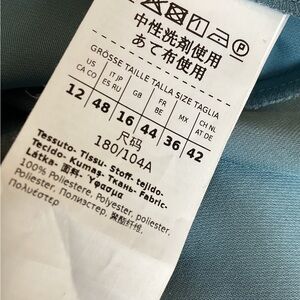 中性洗剤使用
あて布使用
GRÖSSE TAILLE TALLA SIZE TAGLIA
US CA CO
IT JP ES RU
GB
FR BE
MX
CH NL AT DE
12 48 16 44 36 42
尺码
180/104A
Tessuto- Tissu- Stoff- tejido-
Tecido- Kumaş- Ткань- Fabric-
Látka- 面料- Ύφασμα
100% Poliestere, Polyester, poliester,
Poliester, Полиэстер, 聚酯纤维,
Πολυεστερ